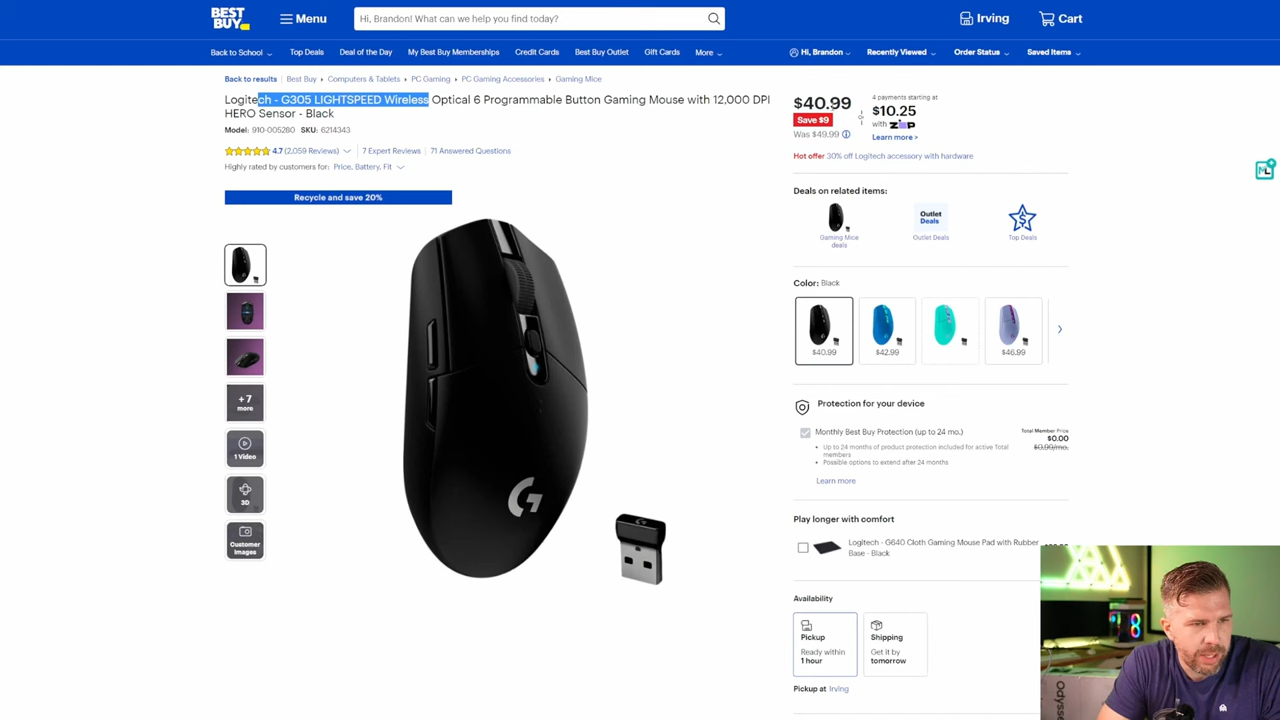 BEST BUY
Menu
Hi, Brandon! What can we help you find today?
Irving
Cart
Back to School
Top Deals
Deal of the Day
My Best Buy Memberships
Credit Cards
Best Buy Outlet
Gift Cards
More
Hi, Brandon
Recently Viewed
Order Status
Saved Items
Back to results
Best Buy
Computers & Tablets
PC Gaming
PC Gaming Accessories
Gaming Mice
Logitech - G305 LIGHTSPEED Wireless Optical 6 Programmable Button Gaming Mouse with 12,000 DPI
HERO Sensor - Black
Model: 910-005280 SKU: 6214343
4.7 (2,059 Reviews)
7 Expert Reviews
71 Answered Questions
Highly rated by customers for: Price, Battery, Fit
Recycle and save 20%
+7
more
1 Video
3D
Customer
Images
G
$40.99
Save $9
Was $49.99
or
4 payments starting at
$10.25
with Zip
Learn more >
Hot offer 30% off Logitech accessory with hardware
Deals on related items:
Gaming Mice
deals
Outlet
Deals
Outlet Deals
Top Deals
Color: Black
$40.99
$42.99
$46.99
Protection for your device
Monthly Best Buy Protection (up to 24 mo.)
Total Member Price
$0.00
$0.99/mo.
Up to 24 months of product protection included for active Total
members
Possible options to extend after 24 months
Learn more
Play longer with comfort
Logitech - G640 Cloth Gaming Mouse Pad with Rubber
Base - Black
Availability
Pickup
Ready within
1 hour
Shipping
Get it by
tomorrow
Pickup at Irving
Odysse